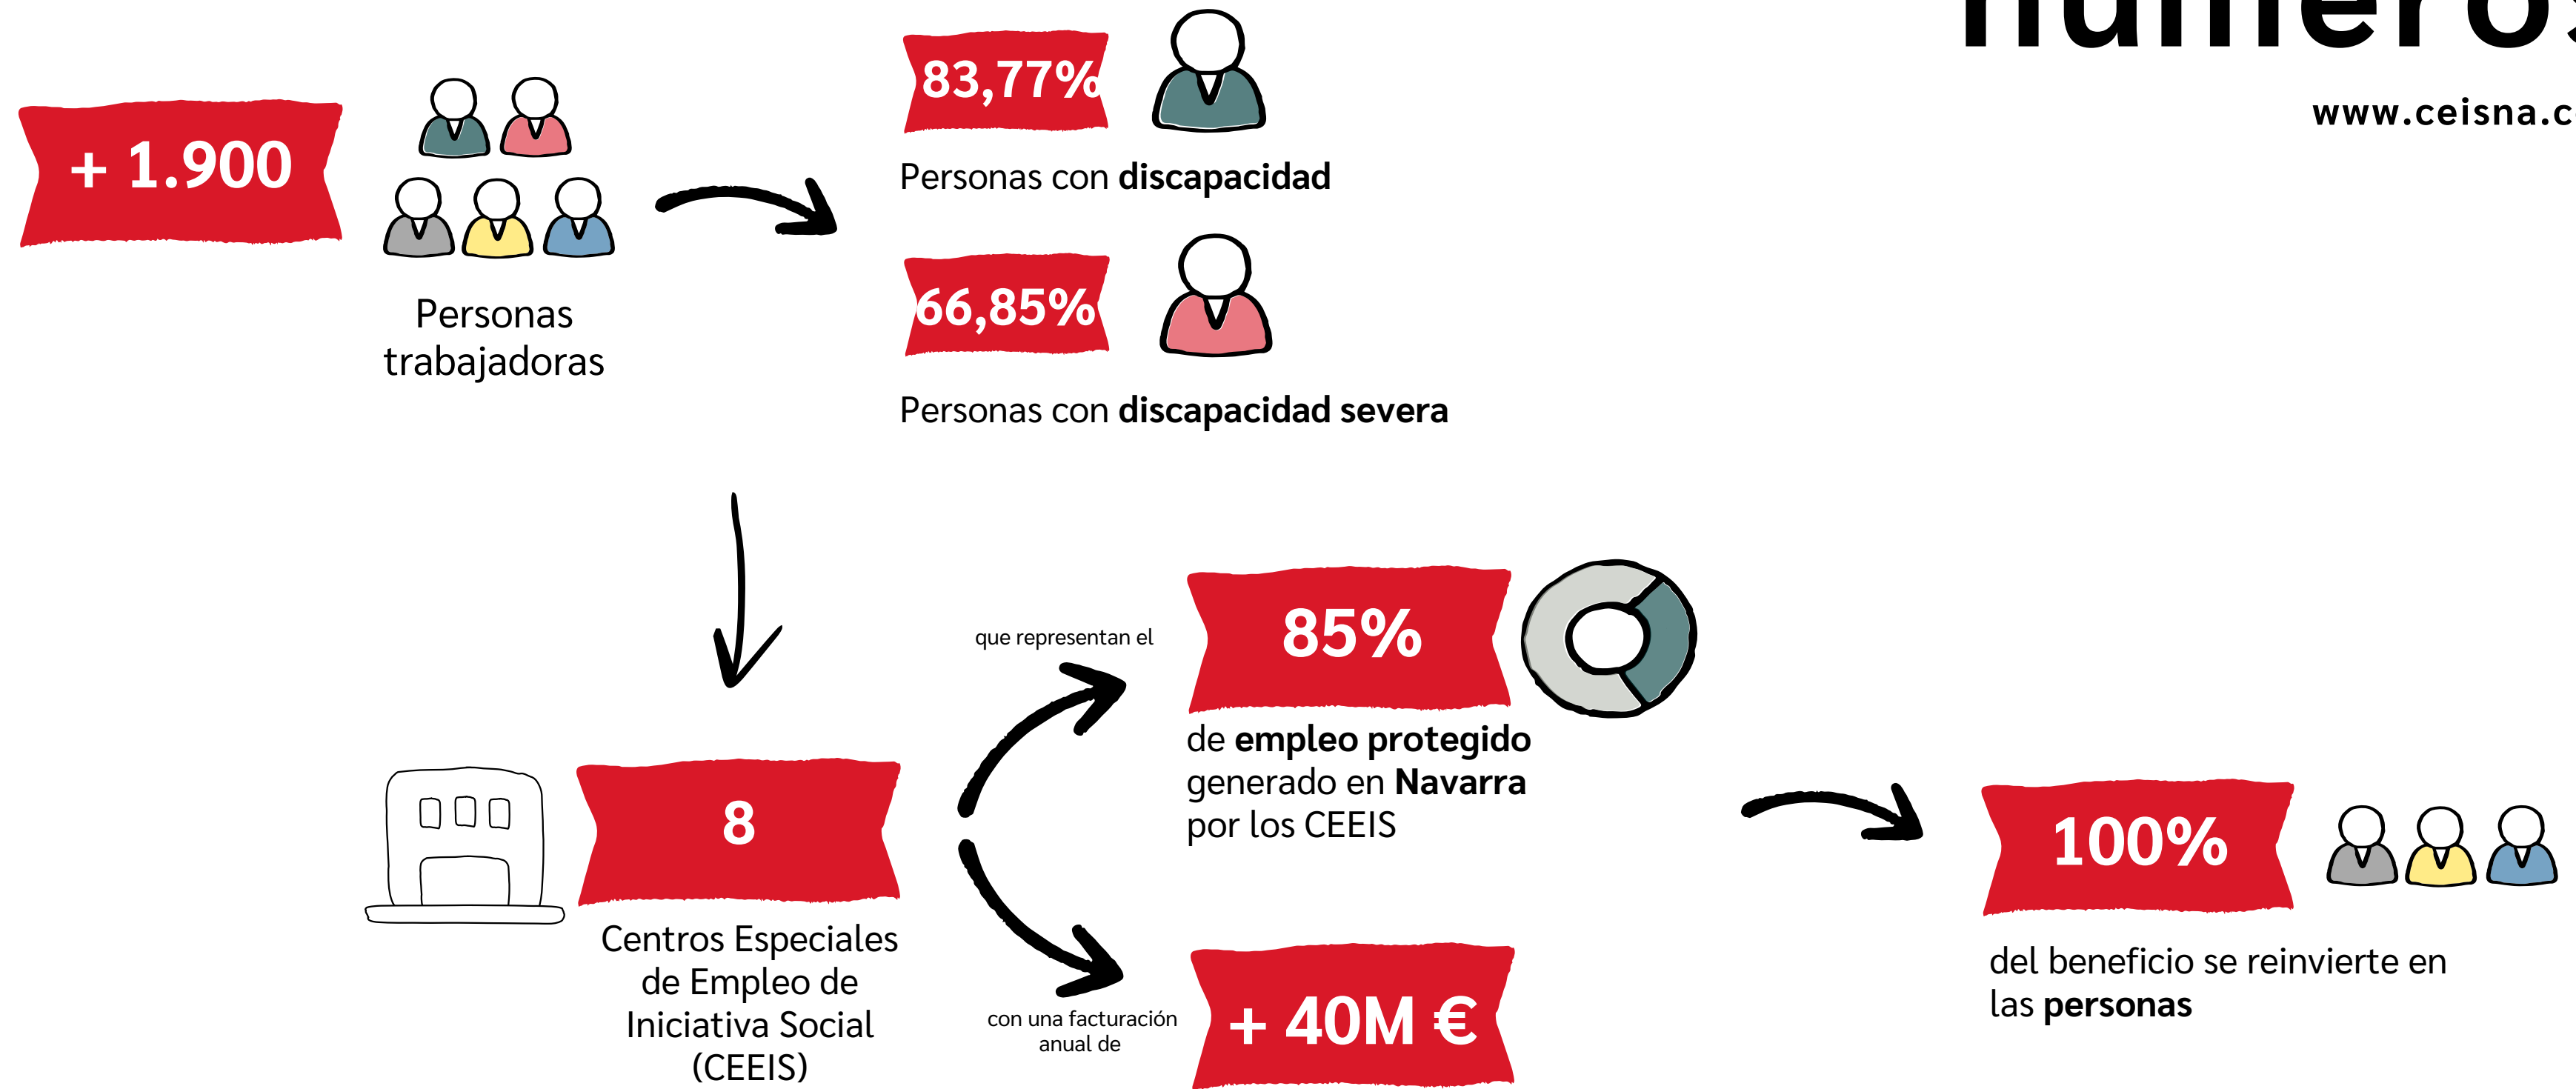 números
www.ceisna.c
+ 1.900
Personas
trabajadoras
83,77%
Personas con discapacidad
66,85%
Personas con discapacidad severa
8
Centros Especiales
de Empleo de
Iniciativa Social
(CEEIS)
que representan el
85%
de empleo protegido
generado en Navarra
por los CEEIS
con una facturación
anual de
+ 40M €
100%
del beneficio se reinvierte en
las personas